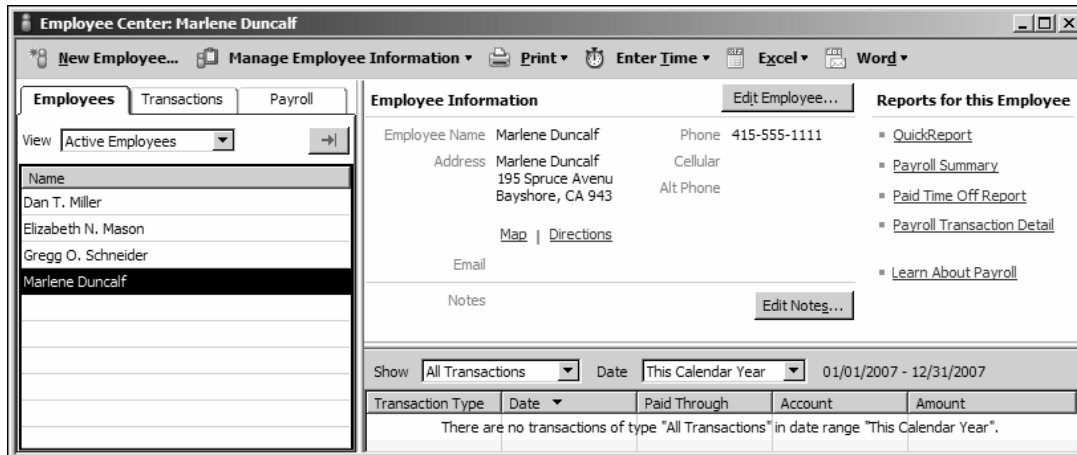 Employee Center: Marlene Duncalf
New Employee... Manage Employee Information Print Enter Time Excel Word
Employees Transactions Payroll
View Active Employees
Name
Dan T. Miller
Elizabeth N. Mason
Gregg O. Schneider
Marlene Duncalf
Employee Information Edit Employee...
Employee Name Marlene Duncalf Phone 415-555-1111
Address Marlene Duncalf Cellular
195 Spruce Avenu Alt Phone
Bayshore, CA 943
Map | Directions
Email
Notes Edit Notes...
Reports for this Employee
QuickReport
Payroll Summary
Paid Time Off Report
Payroll Transaction Detail
Learn About Payroll
Show All Transactions Date This Calendar Year 01/01/2007 - 12/31/2007
Transaction Type Date Paid Through Account Amount
There are no transactions of type "All Transactions" in date range "This Calendar Year".